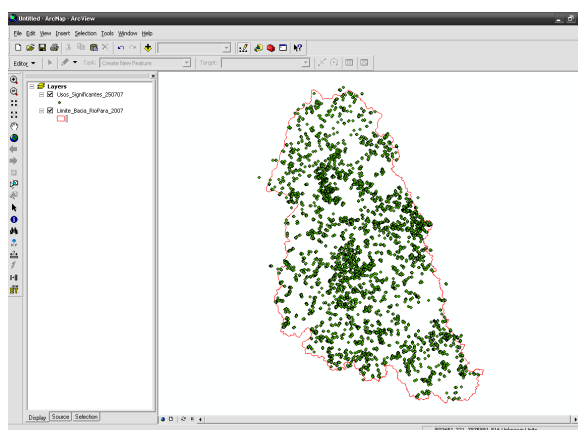 Untitled - ArcMap - ArcView
File Edit View Insert Selection Tools Window Help
Editor Task: Create New Feature Target:
Layers
Usos_Significantes_250707
Limite_Bacia_RioPara_2007
Display Source Selection